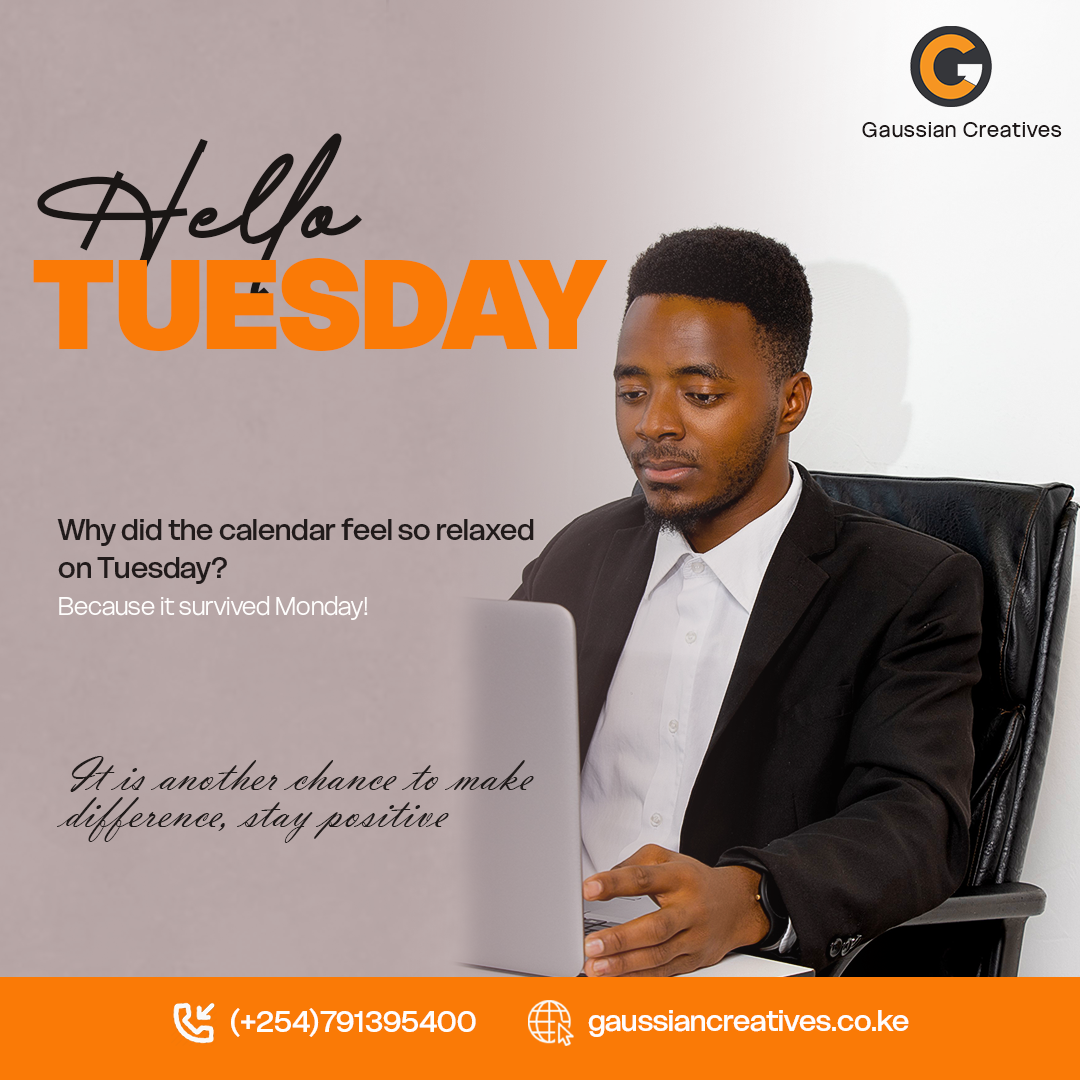 Gaussian Creatives
Hello
TUESDAY
Why did the calendar feel so relaxed
on Tuesday?
Because it survived Monday!
It is another chance to make
difference, stay positive
(+254)791395400
gaussiancreatives.co.ke